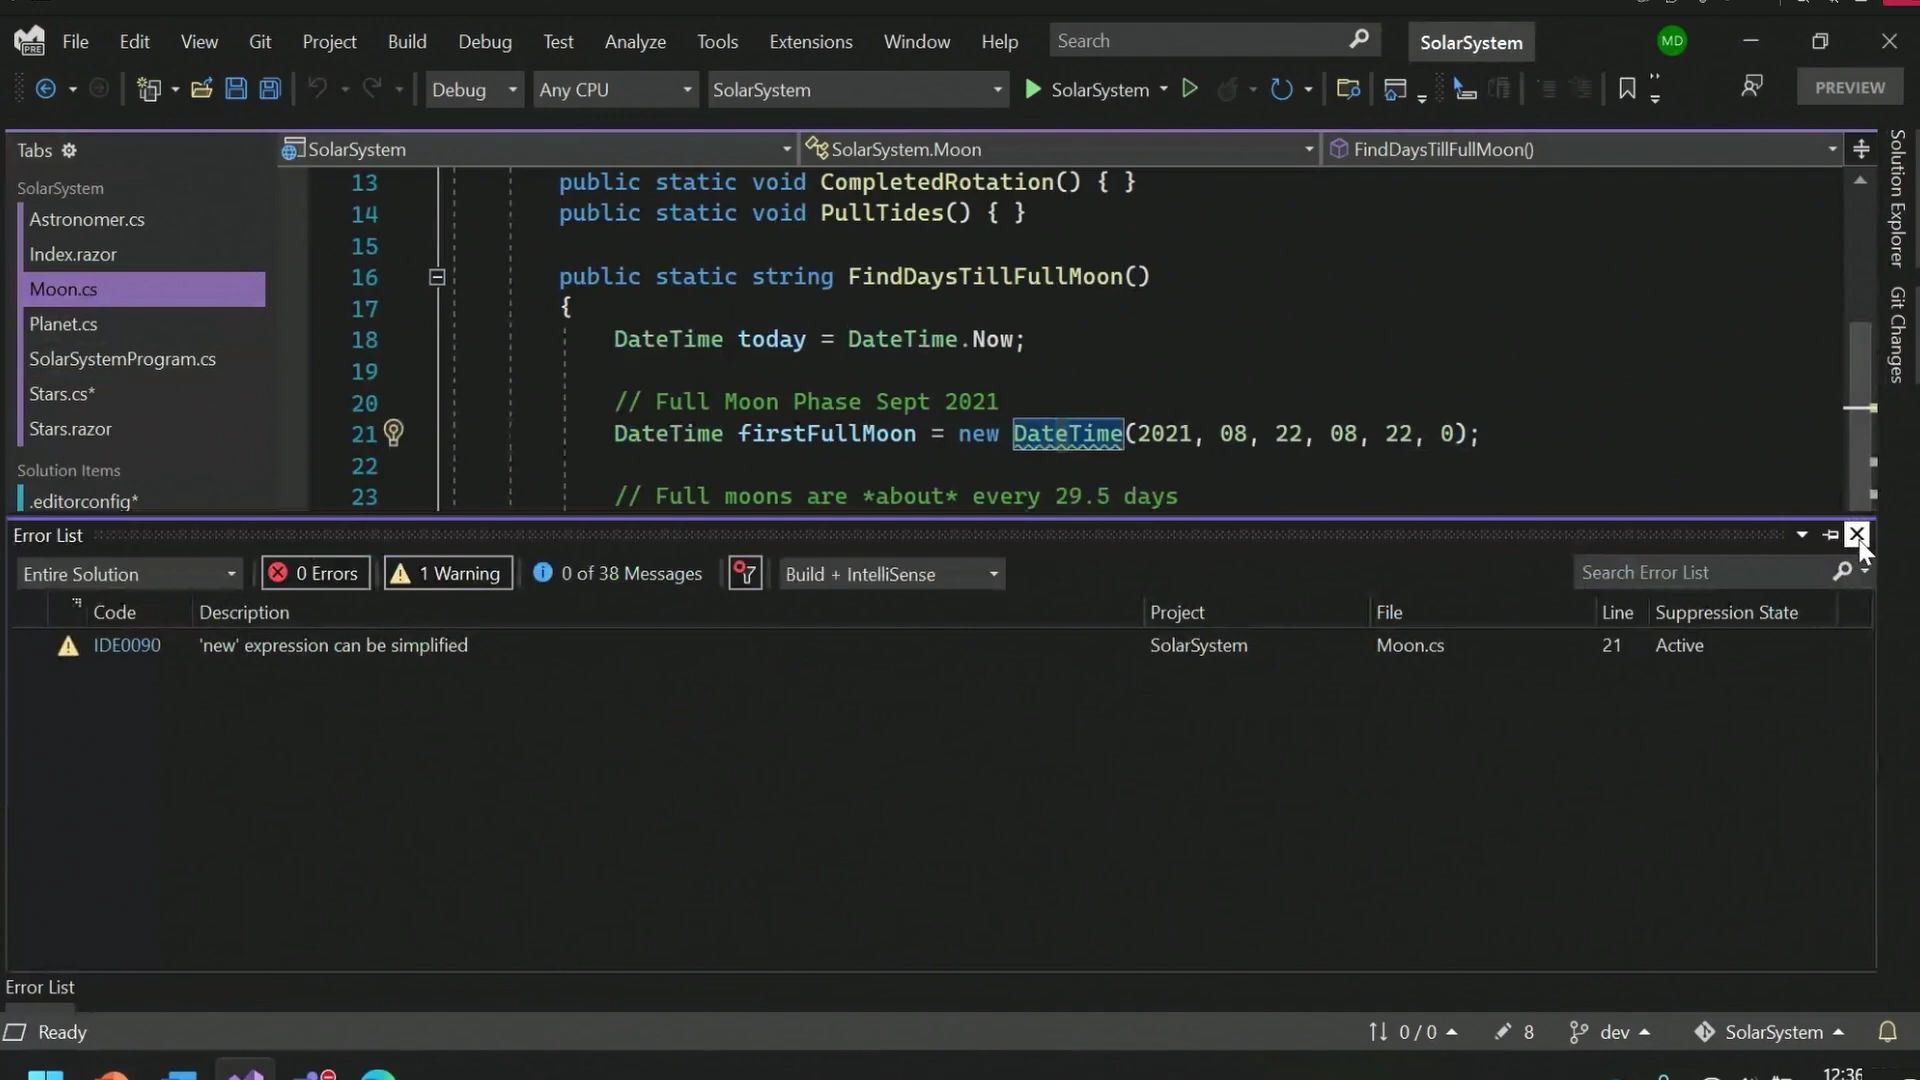 PRE
File Edit View Git Project Build Debug Test Analyze Tools Extensions Window Help Search SolarSystem MD
Debug Any CPU SolarSystem SolarSystem PREVIEW
Tabs
SolarSystem
Astronomer.cs
Index.razor
Moon.cs
Planet.cs
SolarSystemProgram.cs
Stars.cs*
Stars.razor
Solution Items
.editorconfig*
SolarSystem SolarSystem.Moon FindDaysTillFullMoon()
13 public static void CompletedRotation() { }
14 public static void PullTides() { }
15
16 public static string FindDaysTillFullMoon()
17 {
18 DateTime today = DateTime.Now;
19
20 // Full Moon Phase Sept 2021
21 DateTime firstFullMoon = new DateTime(2021, 08, 22, 08, 22, 0);
22
23 // Full moons are *about* every 29.5 days
Solution Explorer
Git Changes
Error List
Entire Solution 0 Errors 1 Warning 0 of 38 Messages Build + IntelliSense Search Error List
Code Description Project File Line Suppression State
IDE0090 'new' expression can be simplified SolarSystem Moon.cs 21 Active
Error List
Ready 0 / 0 8 dev SolarSystem
12:36